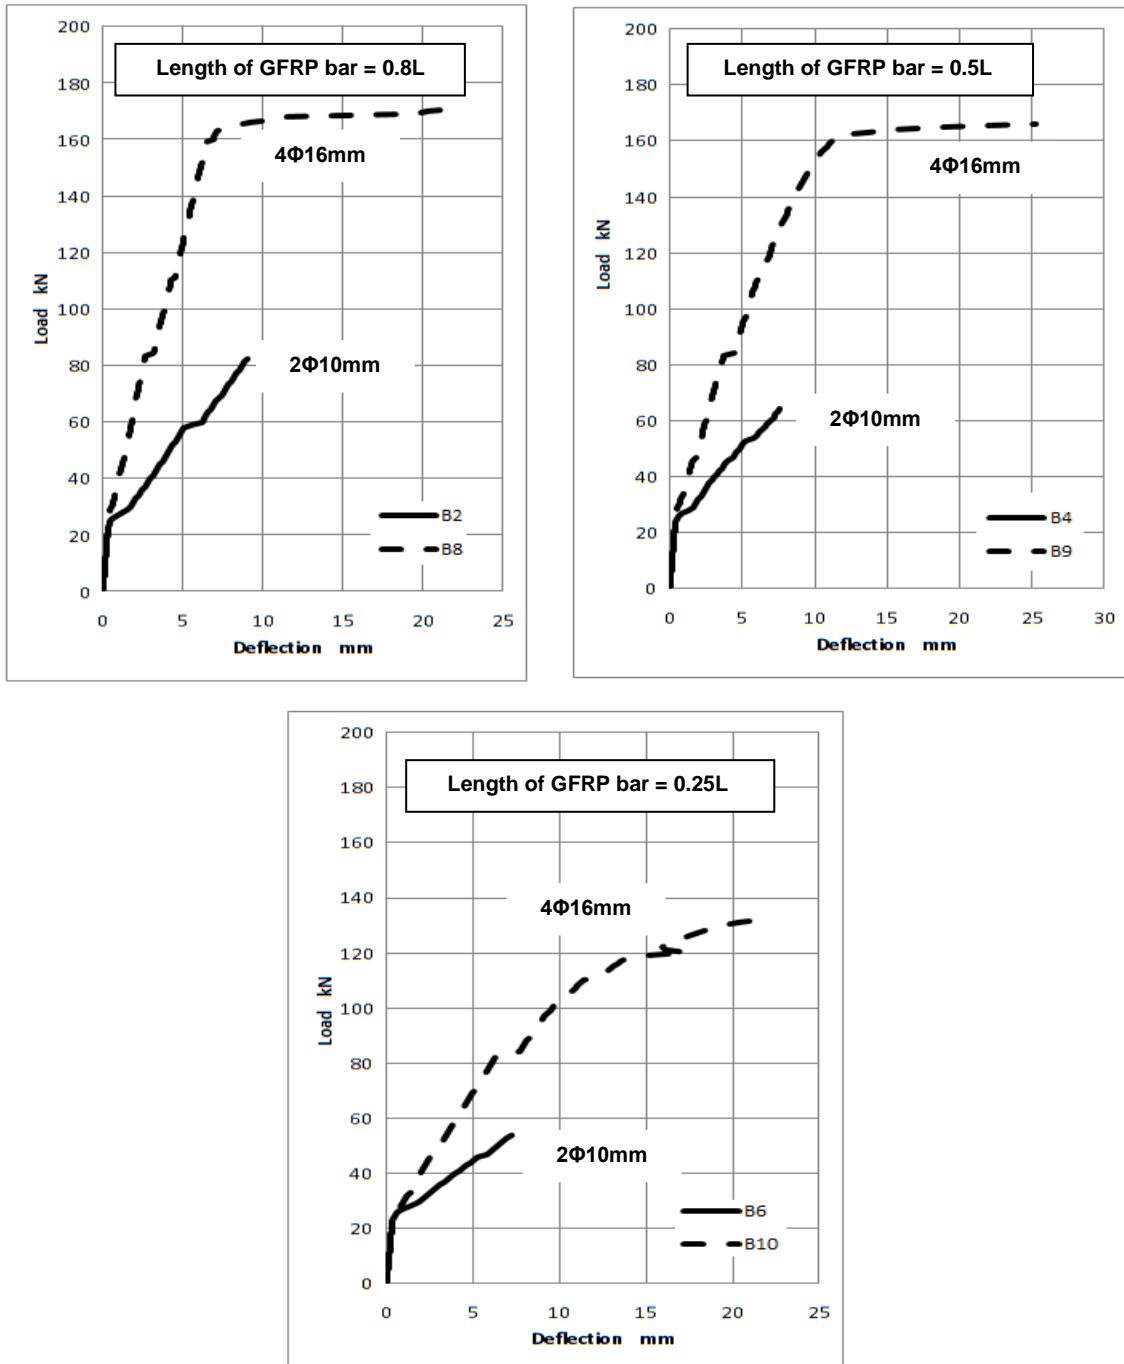 200
Length of GFRP bar = 0.8L
180
160
4Φ16mm
140
120
100
80
2Φ10mm
60
40
20
0
Load kN
B2
B8
0 5 10 15 20 25
Deflection mm
200
Length of GFRP bar = 0.5L
180
160
4Φ16mm
140
120
100
80
60
2Φ10mm
40
20
0
Load kN
B4
B9
0 5 10 15 20 25 30
Deflection mm
200
Length of GFRP bar = 0.25L
180
160
140
4Φ16mm
120
100
80
60
2Φ10mm
40
20
0
Load kN
B6
B10
0 5 10 15 20 25
Deflection mm